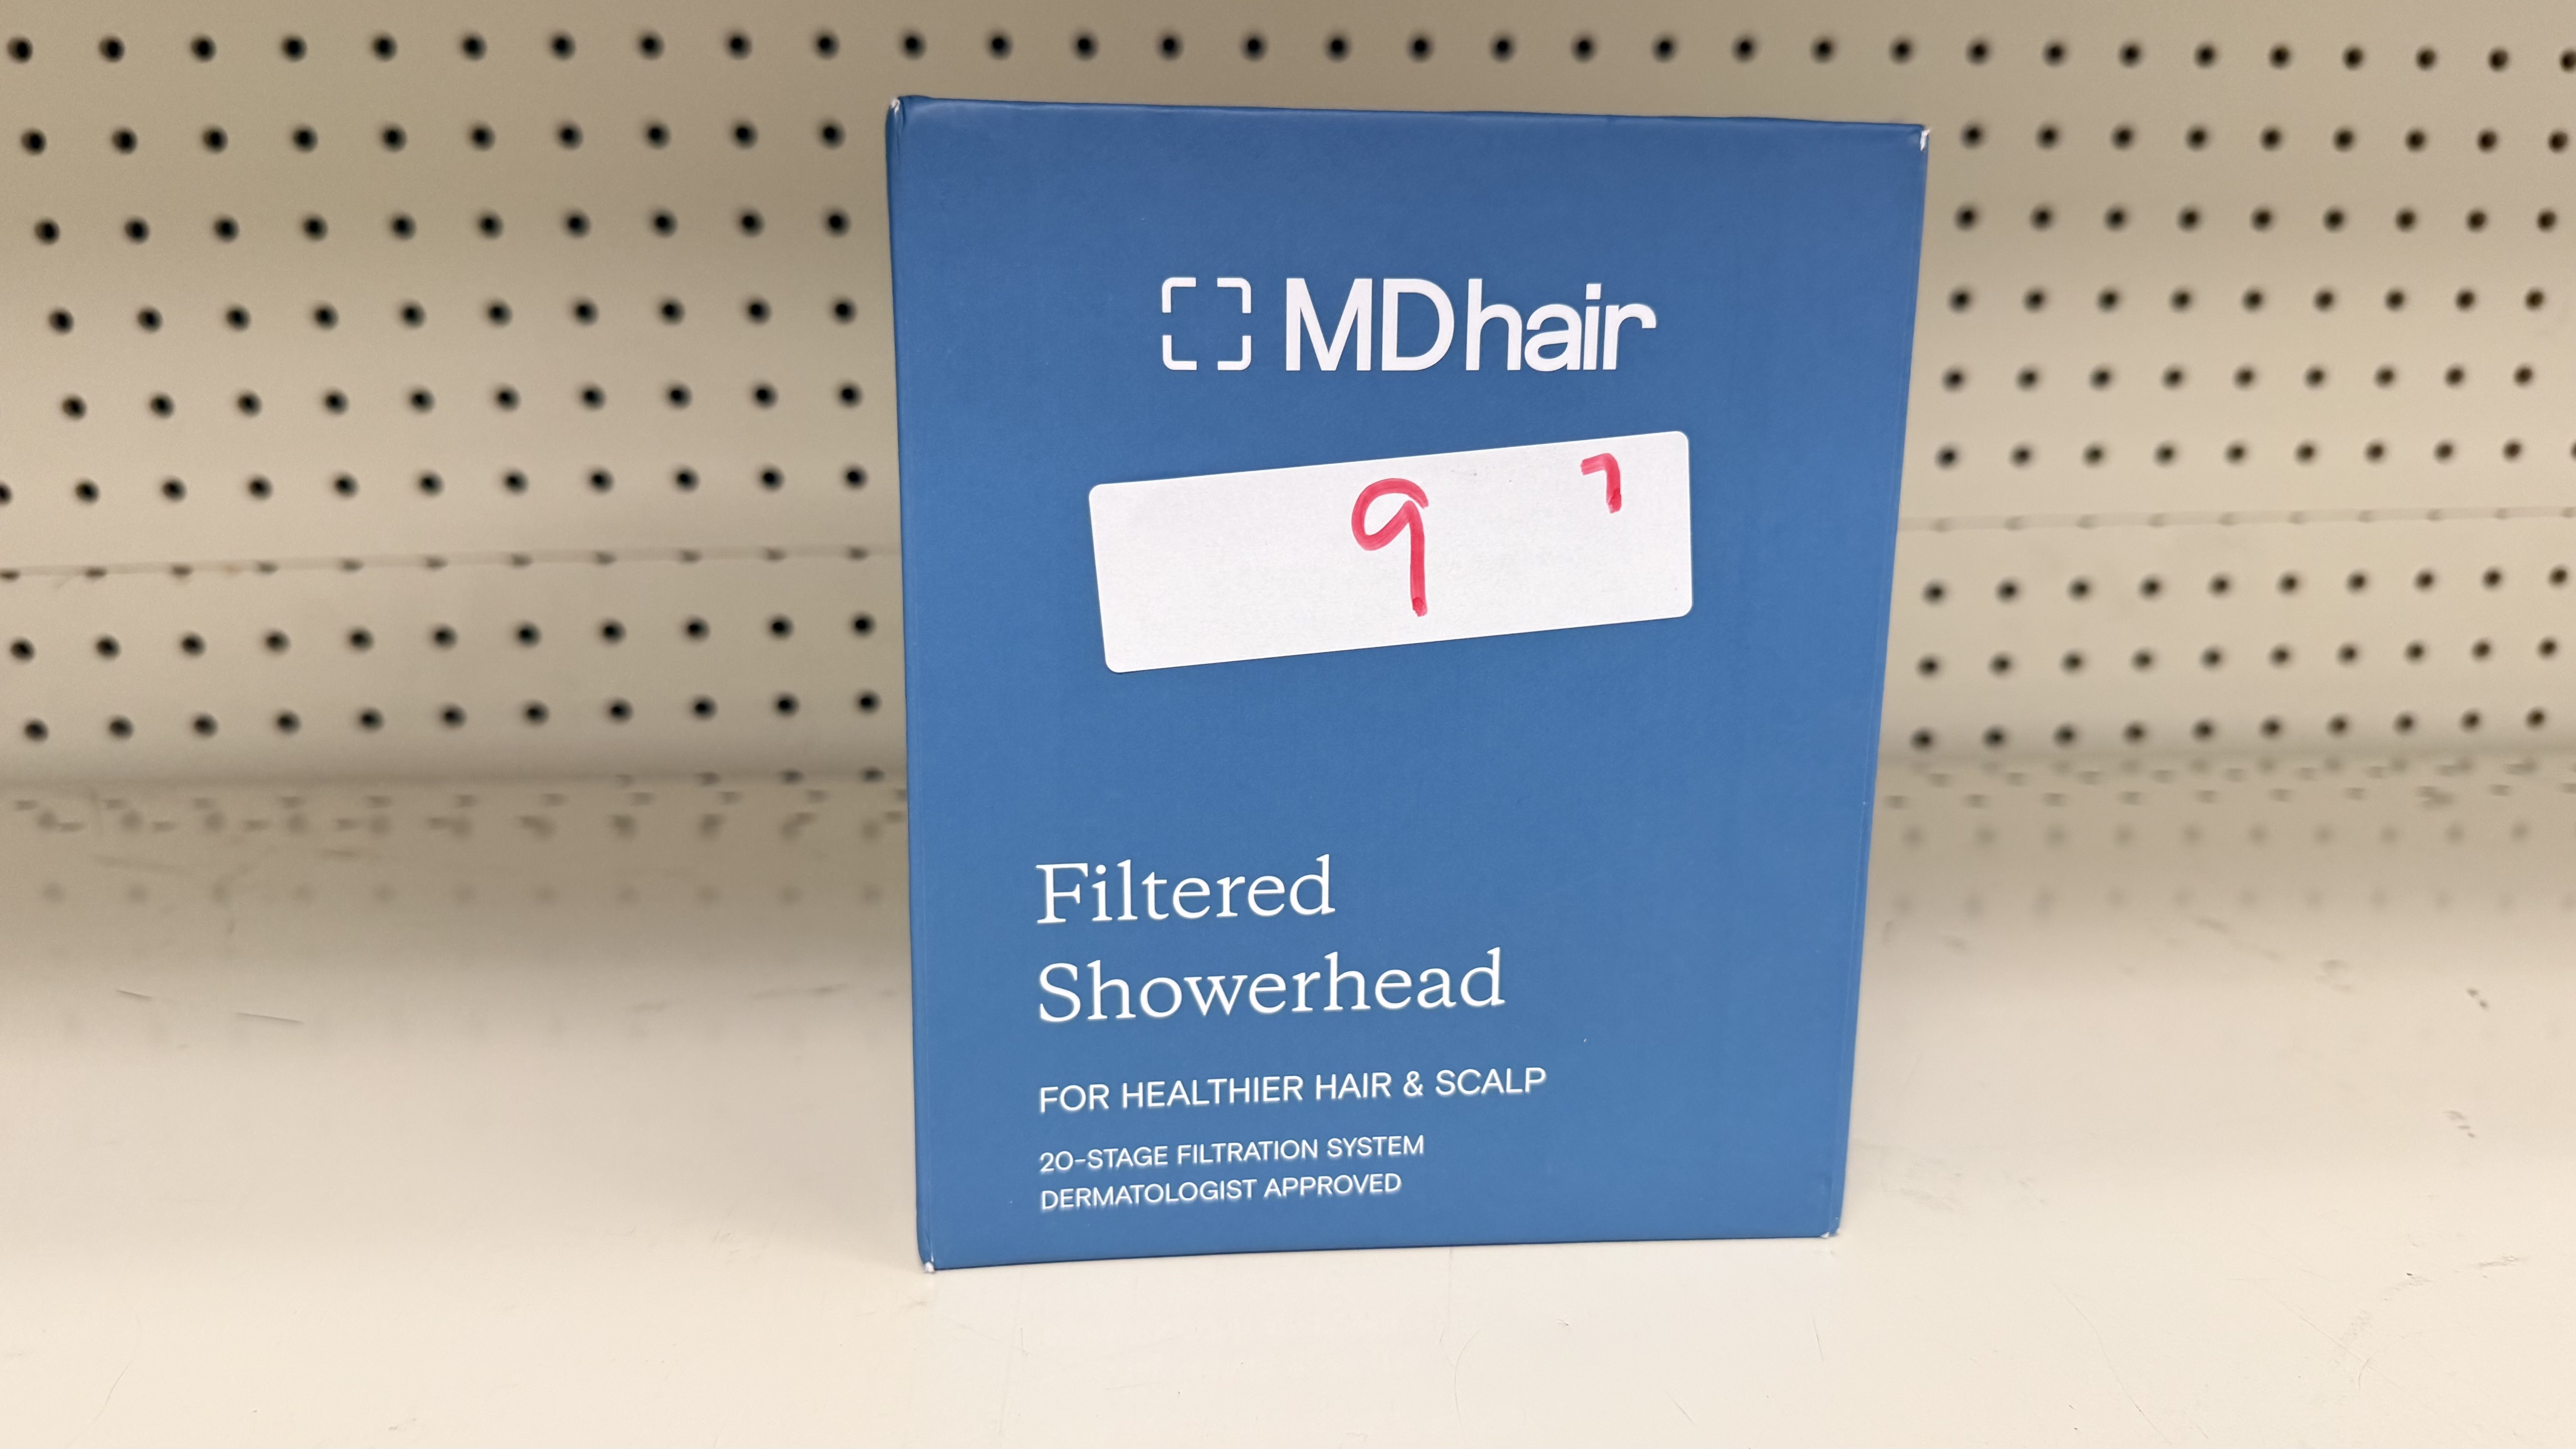 MDhair
9 7
Filtered
Showerhead
FOR HEALTHIER HAIR & SCALP
20-STAGE FILTRATION SYSTEM
DERMATOLOGIST APPROVED